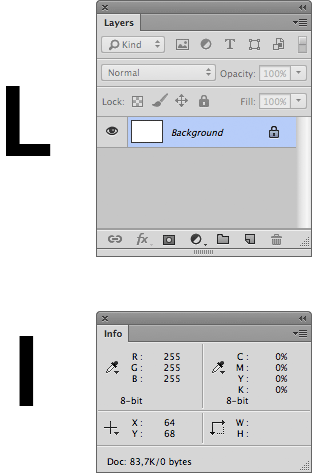 L
Layers
Kind T
Normal Opacity: 100%
Lock: Fill: 100%
Background
fx
I
Info
R: 255 C: 0%
G: 255 M: 0%
B: 255 Y: 0%
K: 0%
8-bit 8-bit
X: 64 W:
Y: 68 H:
Doc: 83,7K/0 bytes